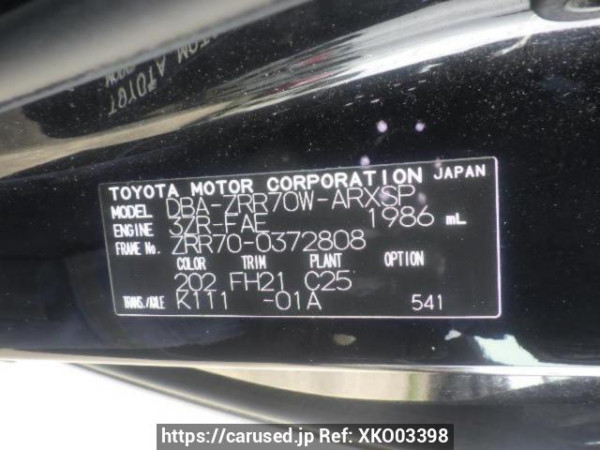 TOYOTA MOTOR CORPORATION JAPAN
MODEL DBA-ZRR70W-ARXSP
ENGINE 3ZR-FAE 1986 mL
FRAME No. ZRR70-0372808
COLOR TRIM PLANT OPTION
202 FH21 C25
TRANS./AXLE K111 -01A 541
https://carused.jp Ref: XKO03398